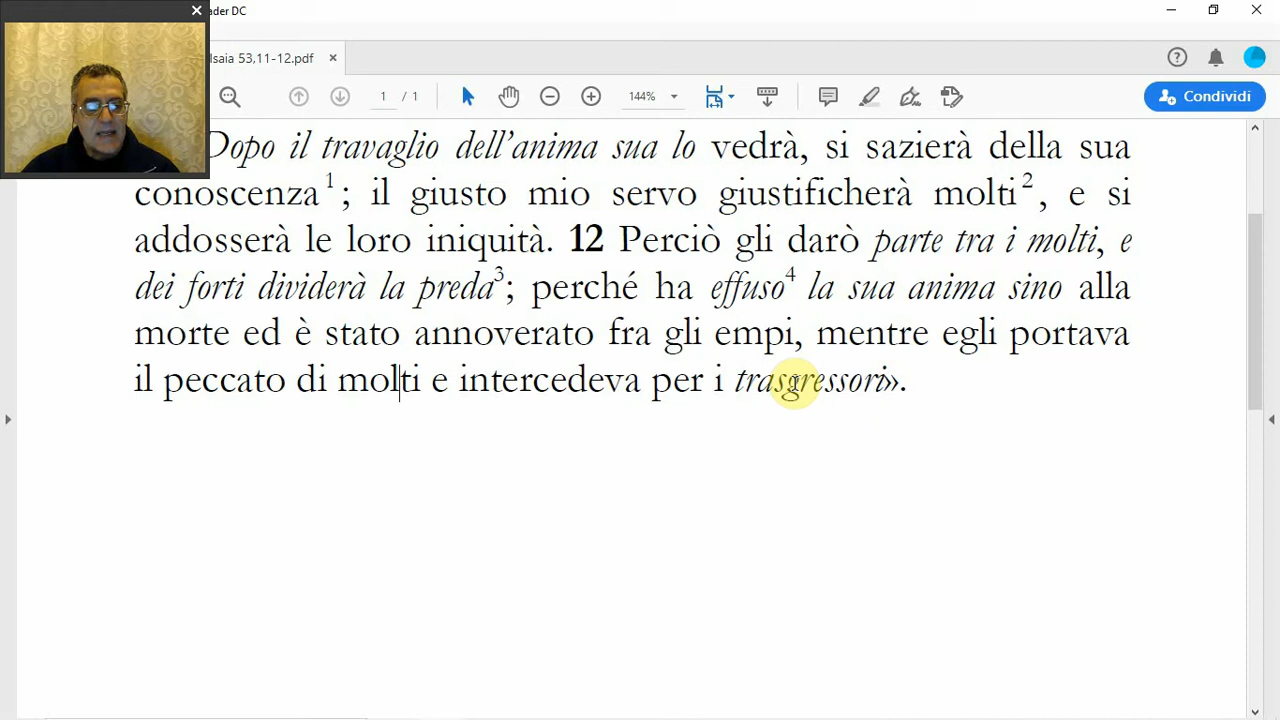 ader DC
Isaia 53,11-12.pdf
1 / 1
144%
Condividi
Dopo il travaglio dell’anima sua lo vedrà, si sazierà della sua
conoscenza1; il giusto mio servo giustificherà molti2, e si
addosserà le loro iniquità. 12 Perciò gli darò parte tra i molti, e
dei forti dividerà la preda3; perché ha effuso4 la sua anima sino alla
morte ed è stato annoverato fra gli empi, mentre egli portava
il peccato di molti e intercedeva per i trasgressori».